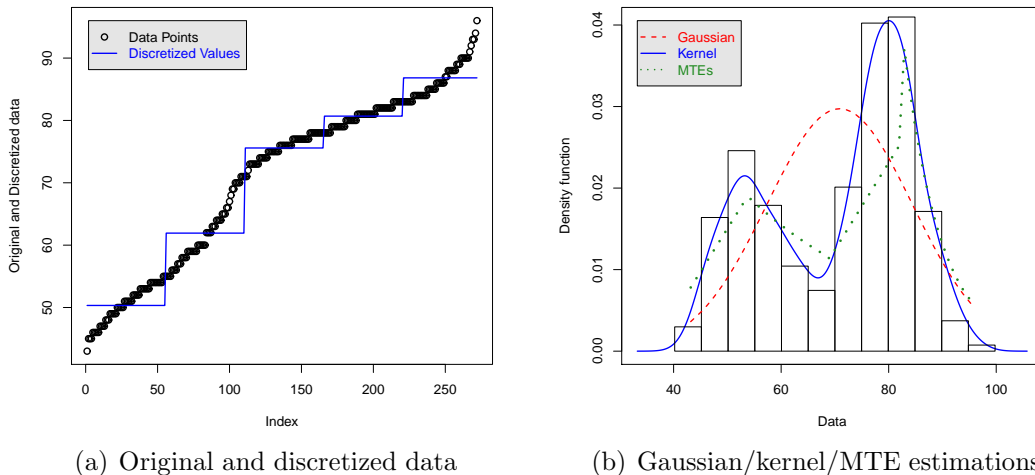 Data Points
Discretized Values
Original and Discretized data
50
60
70
80
90
0
50
100
150
200
250
Index
(a) Original and discretized data
Gaussian
Kernel
MTEs
Density function
0.00
0.01
0.02
0.03
0.04
40
60
80
100
Data
(b) Gaussian/kernel/MTE estimations